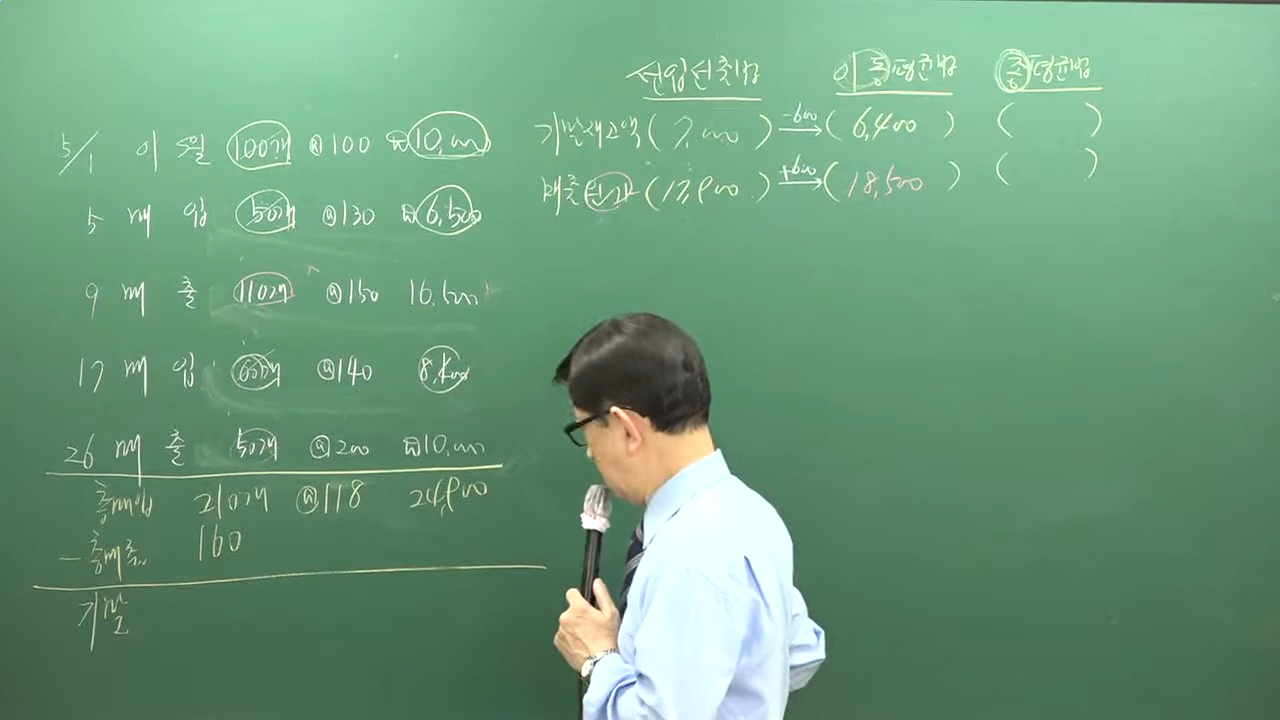 선입선출법 이동평균법 총평균법
기말재고액 (7,000) -600 → (6,400) ( )
매출원가 (17,900) +600 → (18,500) ( )
5/1 이월 100개 @100 ₩10,000
5 매입 50개 @130 ₩6,500
9 매출 110개 @150 16,500
17 매입 60개 @140 8,400
26 매출 50개 @200 ₩10,000
총매입 210개 @118 24,900
- 총매출 160
기말